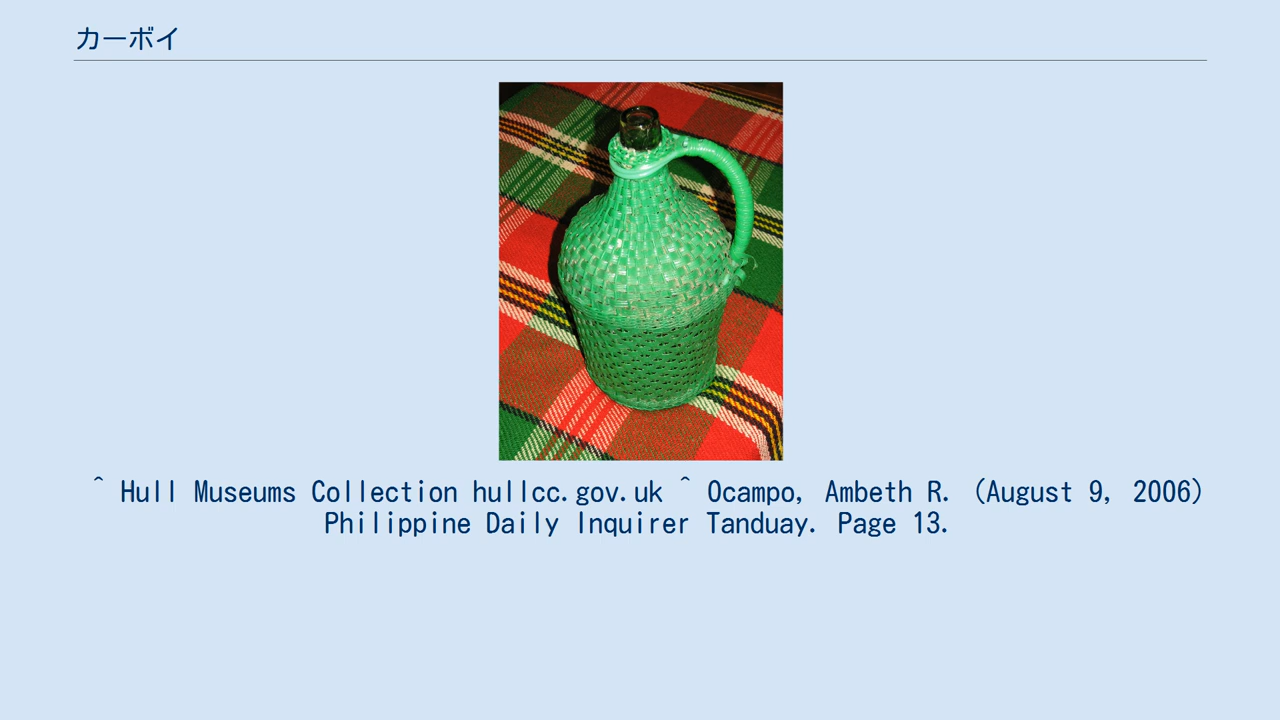 カーボイ
^ Hull Museums Collection hullcc.gov.uk ^ Ocampo, Ambeth R. (August 9, 2006)
Philippine Daily Inquirer Tanduay. Page 13.